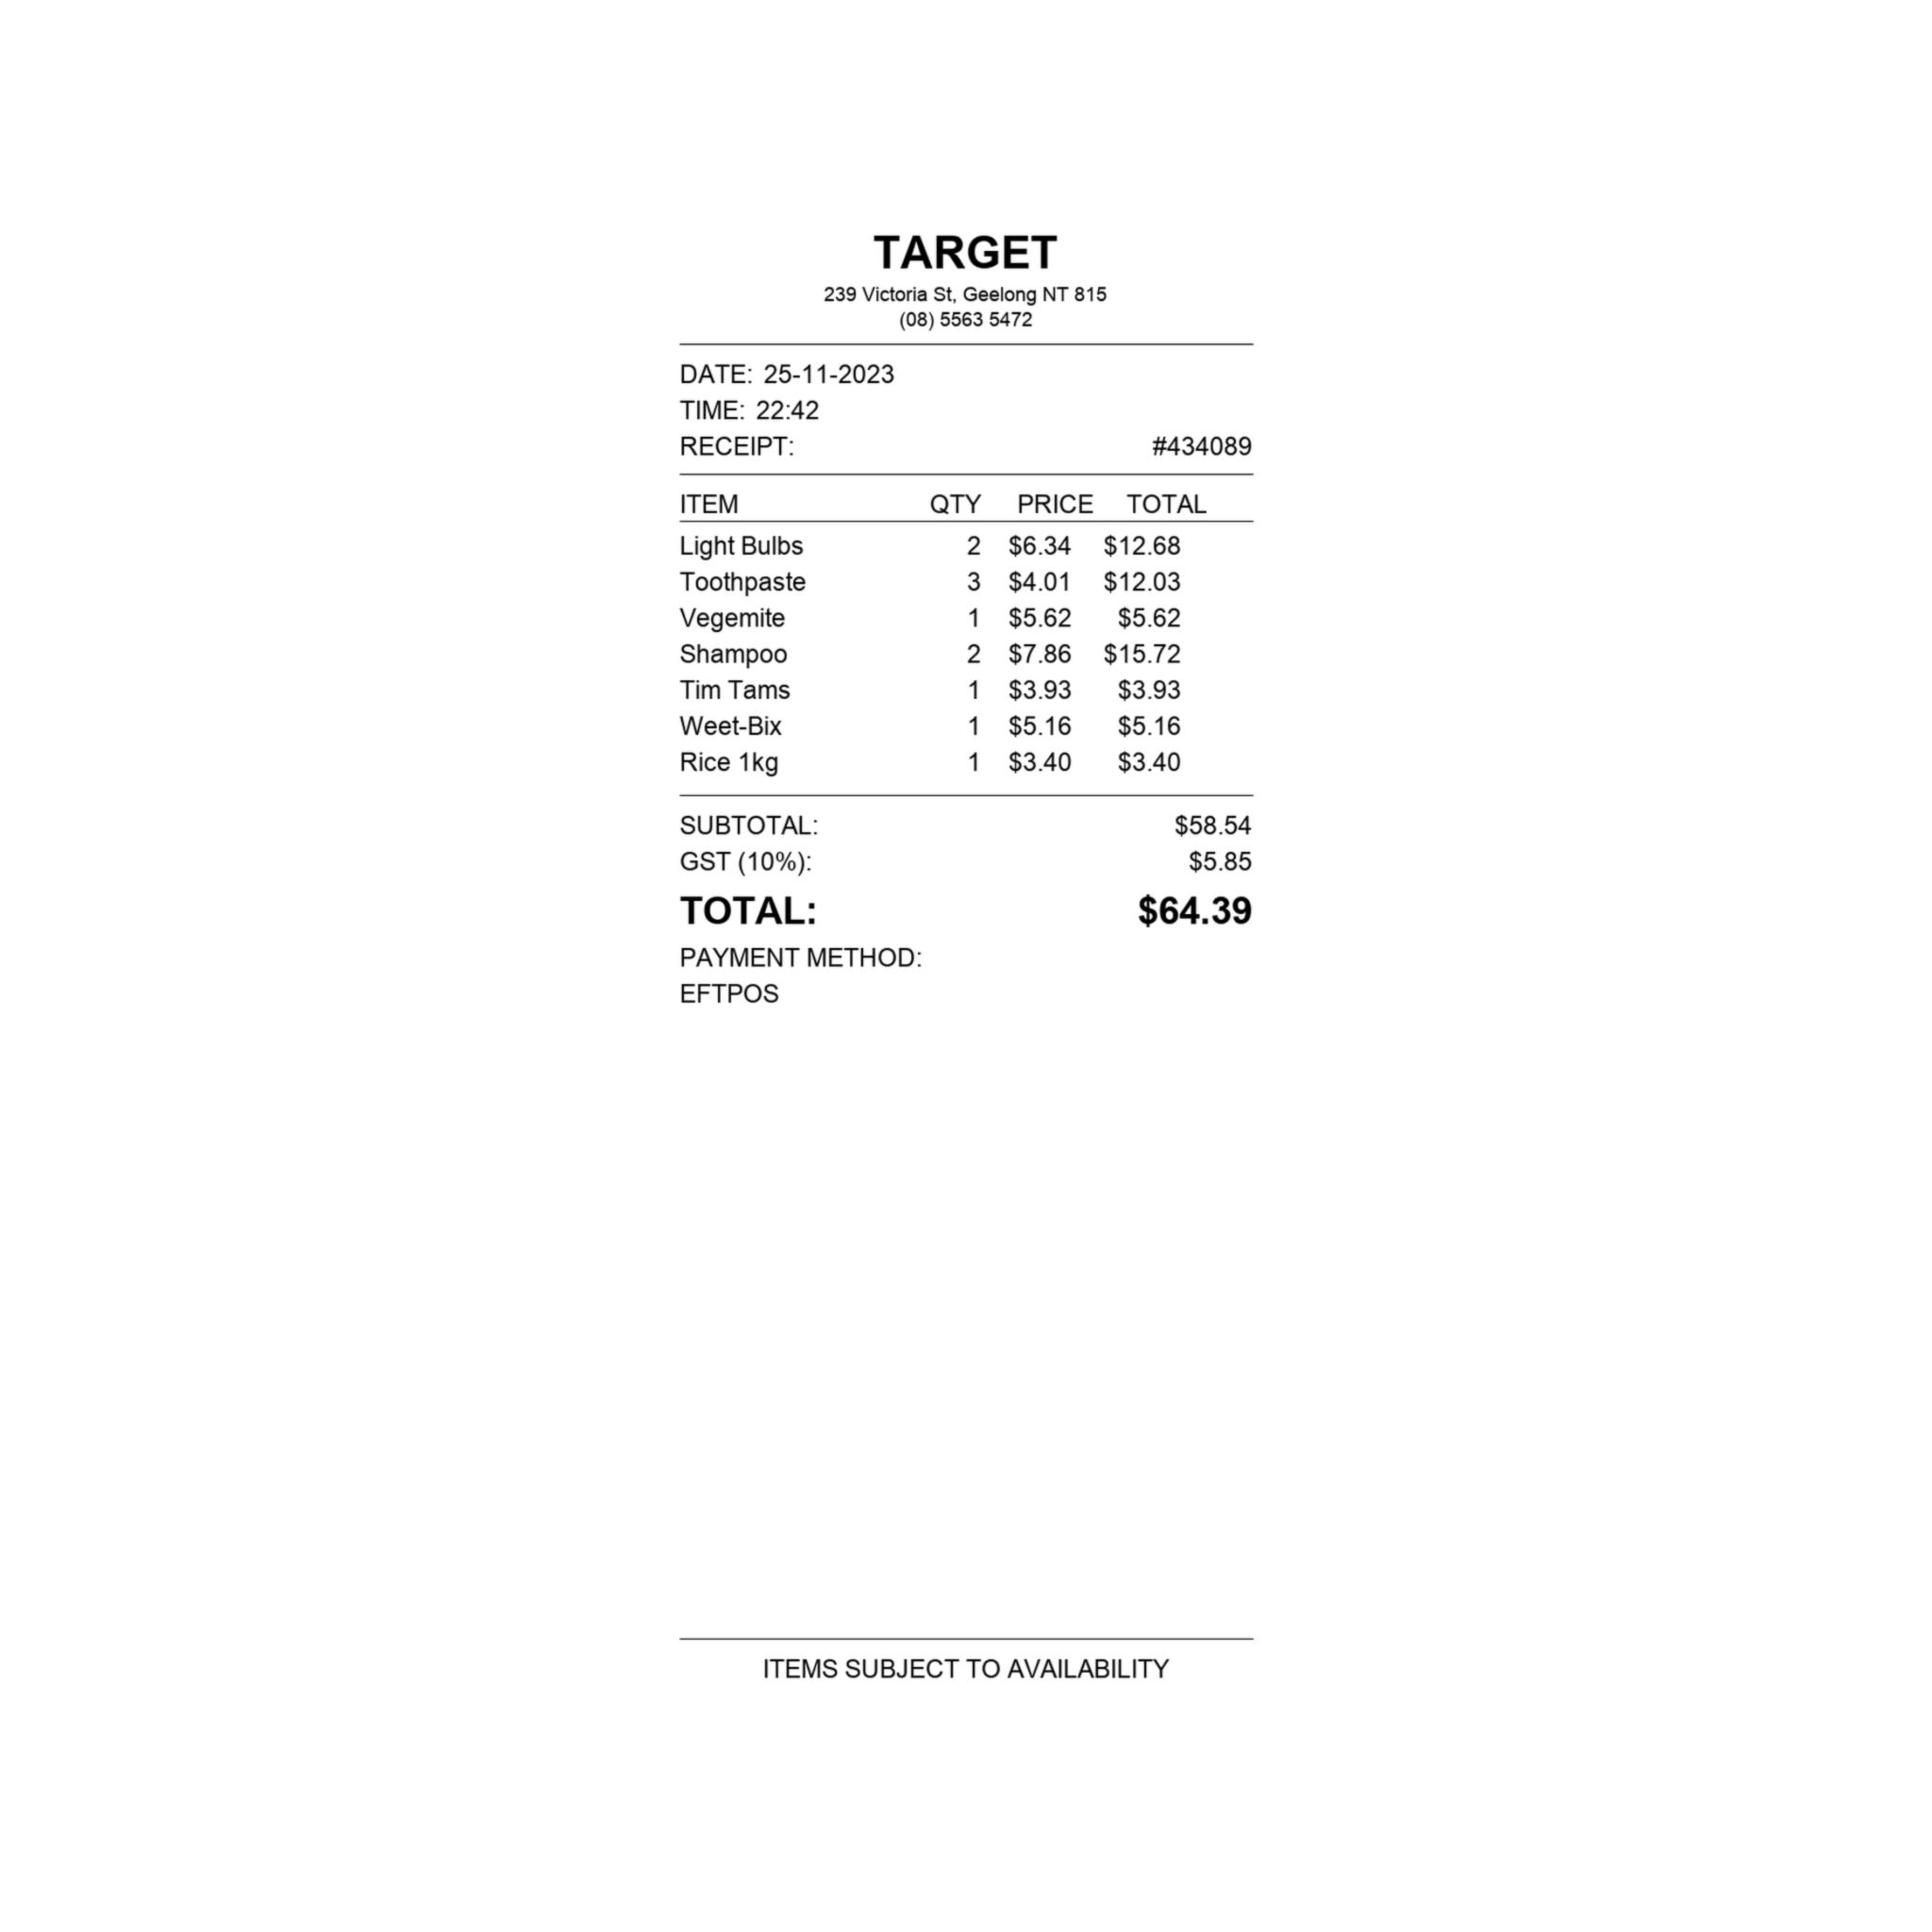 TARGET
239 Victoria St, Geelong NT 815
(08) 5563 5472
DATE: 25-11-2023
TIME: 22:42
RECEIPT: #434089
ITEM QTY PRICE TOTAL
Light Bulbs 2 $6.34 $12.68
Toothpaste 3 $4.01 $12.03
Vegemite 1 $5.62 $5.62
Shampoo 2 $7.86 $15.72
Tim Tams 1 $3.93 $3.93
Weet-Bix 1 $5.16 $5.16
Rice 1kg 1 $3.40 $3.40
SUBTOTAL: $58.54
GST (10%): $5.85
TOTAL: $64.39
PAYMENT METHOD:
EFTPOS
ITEMS SUBJECT TO AVAILABILITY